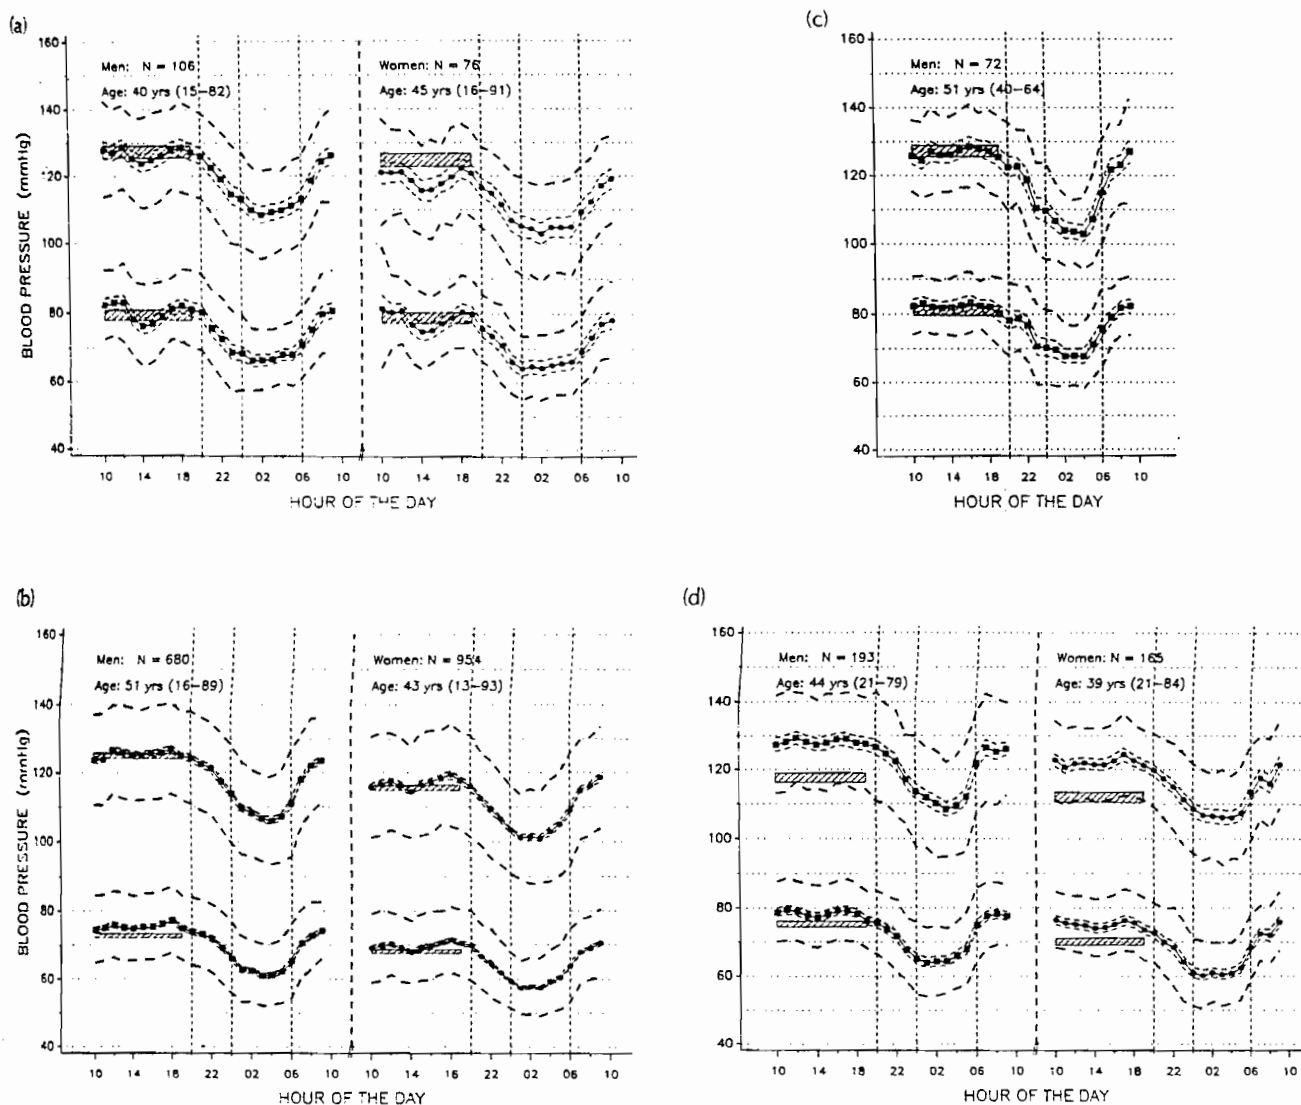 (a)
160
140
120
100
80
60
40
BLOOD PRESSURE (mmHg)
Men: N = 106
Age: 40 yrs (15-82)
Women: N = 76
Age: 45 yrs (16-91)
10 14 18 22 02 06 10
10 14 18 22 02 06 10
HOUR OF THE DAY
(c)
160
140
120
100
80
60
40
Men: N = 72
Age: 51 yrs (40-64)
10 14 18 22 02 06 10
HOUR OF THE DAY
(b)
160
140
120
100
80
60
40
BLOOD PRESSURE (mmHg)
Men: N = 680
Age: 51 yrs (16-89)
Women: N = 954
Age: 43 yrs (13-93)
10 14 18 22 02 06 10
10 14 16 22 02 06 10
HOUR OF THE DAY
(d)
160
140
120
100
80
60
40
Men: N = 193
Age: 44 yrs (21-79)
Women: N = 165
Age: 39 yrs (21-84)
10 14 18 22 02 06 10
10 14 18 22 02 06 10
HOUR OF THE DAY